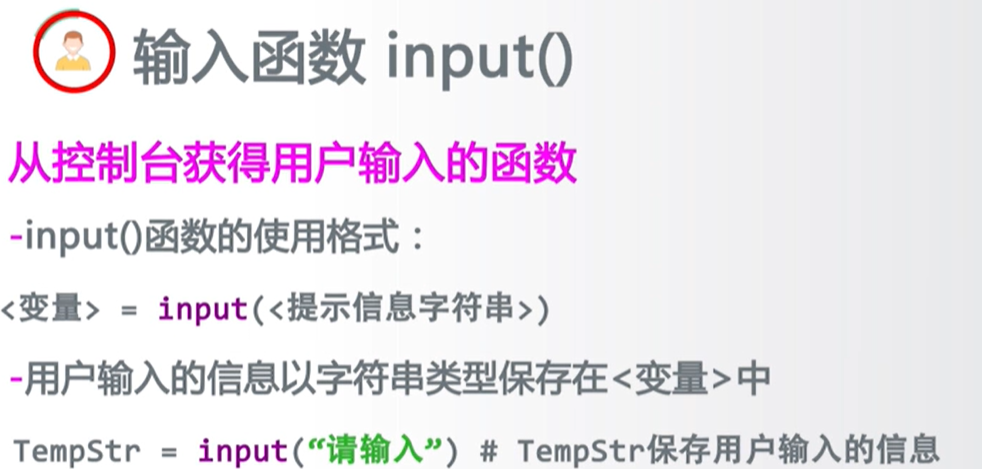 输入函数 input()
从控制台获得用户输入的函数
-input()函数的使用格式：
<变量> = input(<提示信息字符串>)
-用户输入的信息以字符串类型保存在<变量>中
TempStr = input(“请输入”) # TempStr保存用户输入的信息